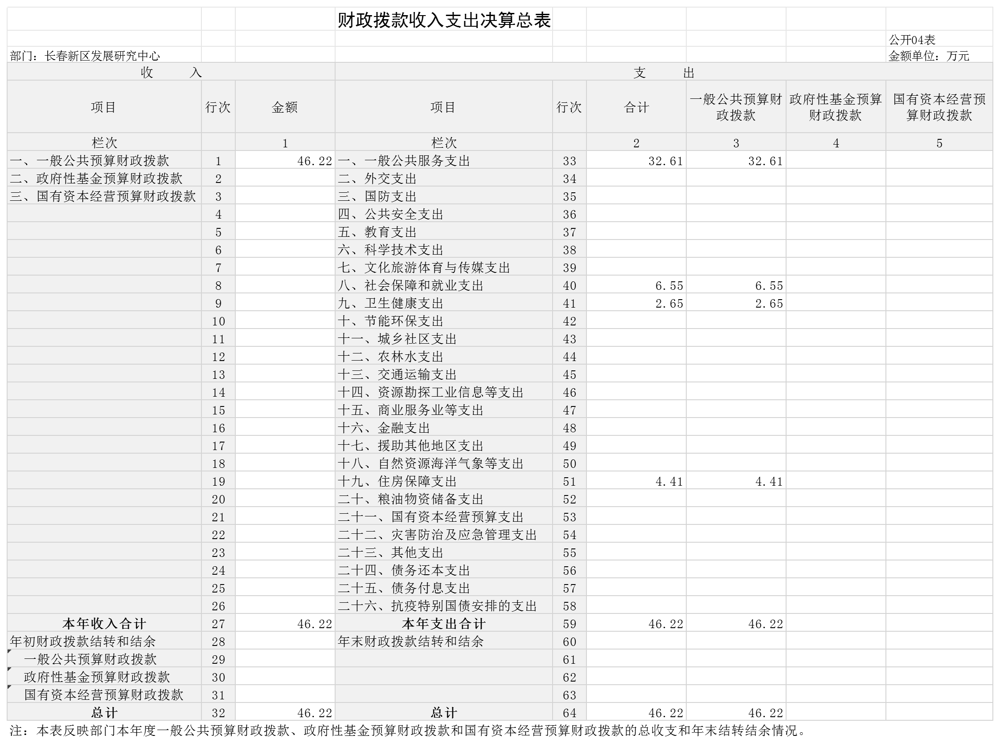 财政拨款收入支出决算总表
公开04表
部门：长春新区发展研究中心 金额单位：万元
收 入 支 出
项目 行次 金额 项目 行次 合计 一般公共预算财政拨款 政府性基金预算财政拨款 国有资本经营预算财政拨款
栏次 1 栏次 2 3 4 5
一、一般公共预算财政拨款 1 46.22 一、一般公共服务支出 33 32.61 32.61
二、政府性基金预算财政拨款 2 二、外交支出 34
三、国有资本经营预算财政拨款 3 三、国防支出 35
4 四、公共安全支出 36
5 五、教育支出 37
6 六、科学技术支出 38
7 七、文化旅游体育与传媒支出 39
8 八、社会保障和就业支出 40 6.55 6.55
9 九、卫生健康支出 41 2.65 2.65
10 十、节能环保支出 42
11 十一、城乡社区支出 43
12 十二、农林水支出 44
13 十三、交通运输支出 45
14 十四、资源勘探工业信息等支出 46
15 十五、商业服务业等支出 47
16 十六、金融支出 48
17 十七、援助其他地区支出 49
18 十八、自然资源海洋气象等支出 50
19 十九、住房保障支出 51 4.41 4.41
20 二十、粮油物资储备支出 52
21 二十一、国有资本经营预算支出 53
22 二十二、灾害防治及应急管理支出 54
23 二十三、其他支出 55
24 二十四、债务还本支出 56
25 二十五、债务付息支出 57
26 二十六、抗疫特别国债安排的支出 58
本年收入合计 27 46.22 本年支出合计 59 46.22 46.22
年初财政拨款结转和结余 28 年末财政拨款结转和结余 60
一般公共预算财政拨款 29 61
政府性基金预算财政拨款 30 62
国有资本经营预算财政拨款 31 63
总计 32 46.22 总计 64 46.22 46.22
注：本表反映部门本年度一般公共预算财政拨款、政府性基金预算财政拨款和国有资本经营预算财政拨款的总收支和年末结转结余情况。